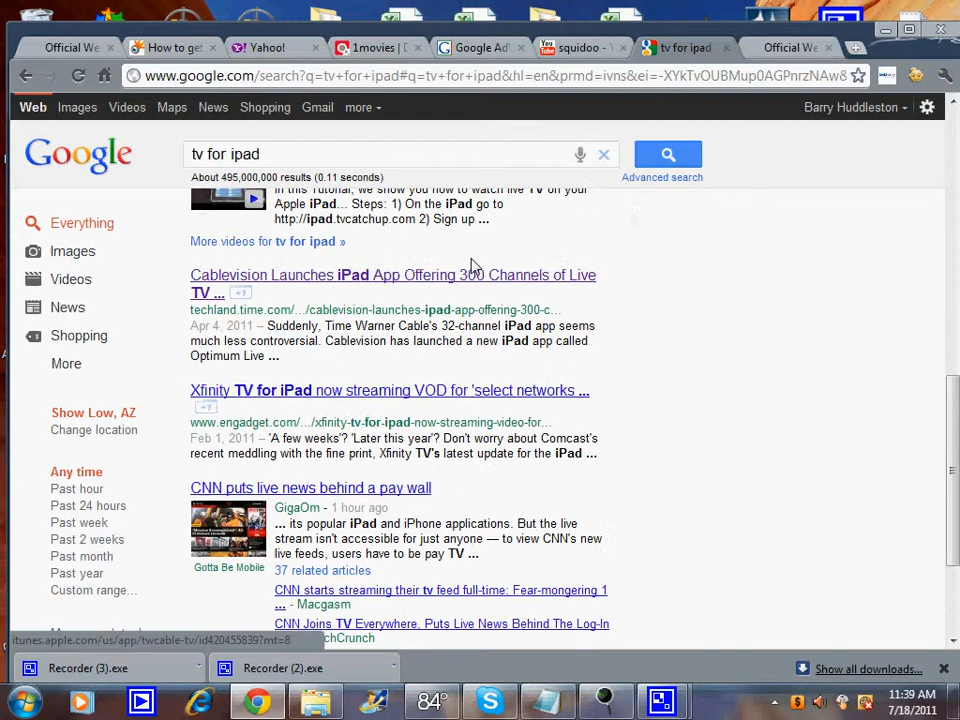 Official We
How to get
Yahoo!
1movies | D
Google Ad
squidoo - Y
tv for ipad
Official We
www.google.com/search?q=tv+for+ipad#q=tv+for+ipad&hl=en&prmd=ivns&ei=-XYkTvOUBMup0AGPnrzNAw&
Web Images Videos Maps News Shopping Gmail more
Barry Huddleston
Google
tv for ipad
About 495,000,000 results (0.11 seconds)
Advanced search
Everything
Images
Videos
News
Shopping
More
Show Low, AZ
Change location
Any time
Past hour
Past 24 hours
Past week
Past 2 weeks
Past month
Past year
Custom range...
In this Tutorial, we show you how to watch live TV on your
Apple iPad... Steps: 1) On the iPad go to
http://ipad.tvcatchup.com 2) Sign up ...
More videos for tv for ipad »
Cablevision Launches iPad App Offering 300 Channels of Live
TV ...
+1
techland.time.com/.../cablevision-launches-ipad-app-offering-300-c...
Apr 4, 2011 – Suddenly, Time Warner Cable's 32-channel iPad app seems
much less controversial. Cablevision has launched a new iPad app called
Optimum Live ...
Xfinity TV for iPad now streaming VOD for 'select networks ...
+1
www.engadget.com/.../xfinity-tv-for-ipad-now-streaming-video-for...
Feb 1, 2011 – 'A few weeks'? 'Later this year'? Don't worry about Comcast's
recent meddling with the fine print, Xfinity TV's latest update for the iPad ...
CNN puts live news behind a pay wall
GigaOm - 1 hour ago
... its popular iPad and iPhone applications. But the live
stream isn't accessible for just anyone — to view CNN's new
live feeds, users have to be pay TV ...
Gotta Be Mobile
37 related articles
CNN starts streaming their tv feed full-time: Fear-mongering 1
... - Macgasm
CNN Joins TV Everywhere, Puts Live News Behind The Log-In
chCrunch
itunes.apple.com/us/app/twcable-tv/id420455839?mt=8
Recorder (3).exe
Recorder (2).exe
Show all downloads...
84°
11:39 AM
7/18/2011